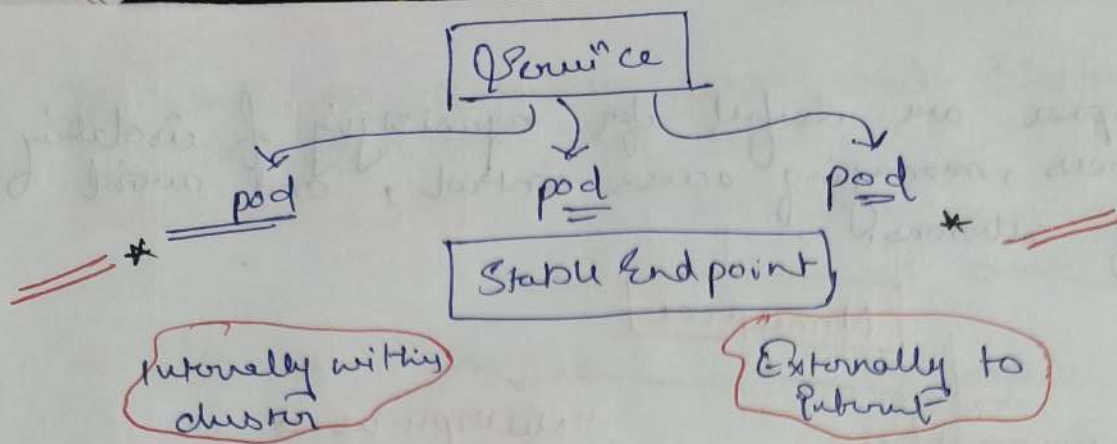 Service
pod pod pod
Stable Endpoint
Internally within
cluster
Externally to
Internet